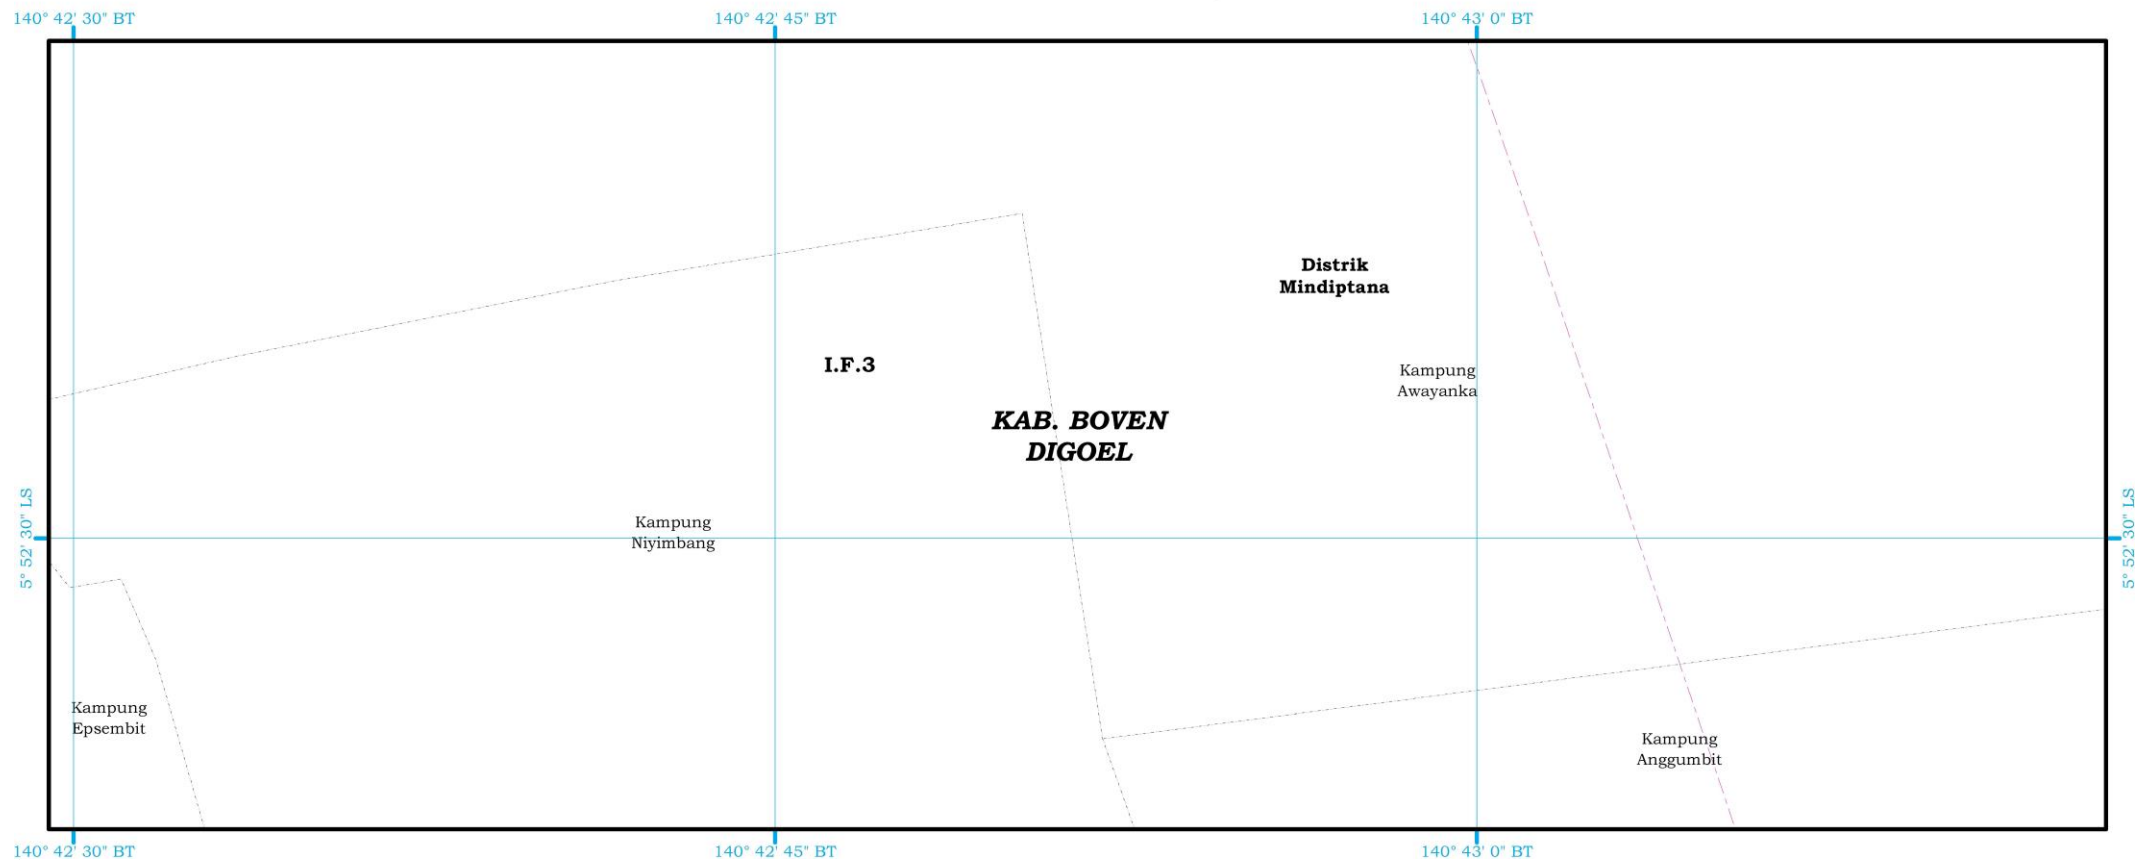 140° 42' 30" BT
140° 42' 45" BT
140° 43' 0" BT
Distrik
Mindiptana
I.F.3
Kampung
Awayanka
KAB. BOVEN
DIGOEL
5° 52' 30" LS
5° 52' 30" LS
Kampung
Niyimbang
Kampung
Epsembit
Kampung
Anggumbit
140° 42' 30" BT
140° 42' 45" BT
140° 43' 0" BT